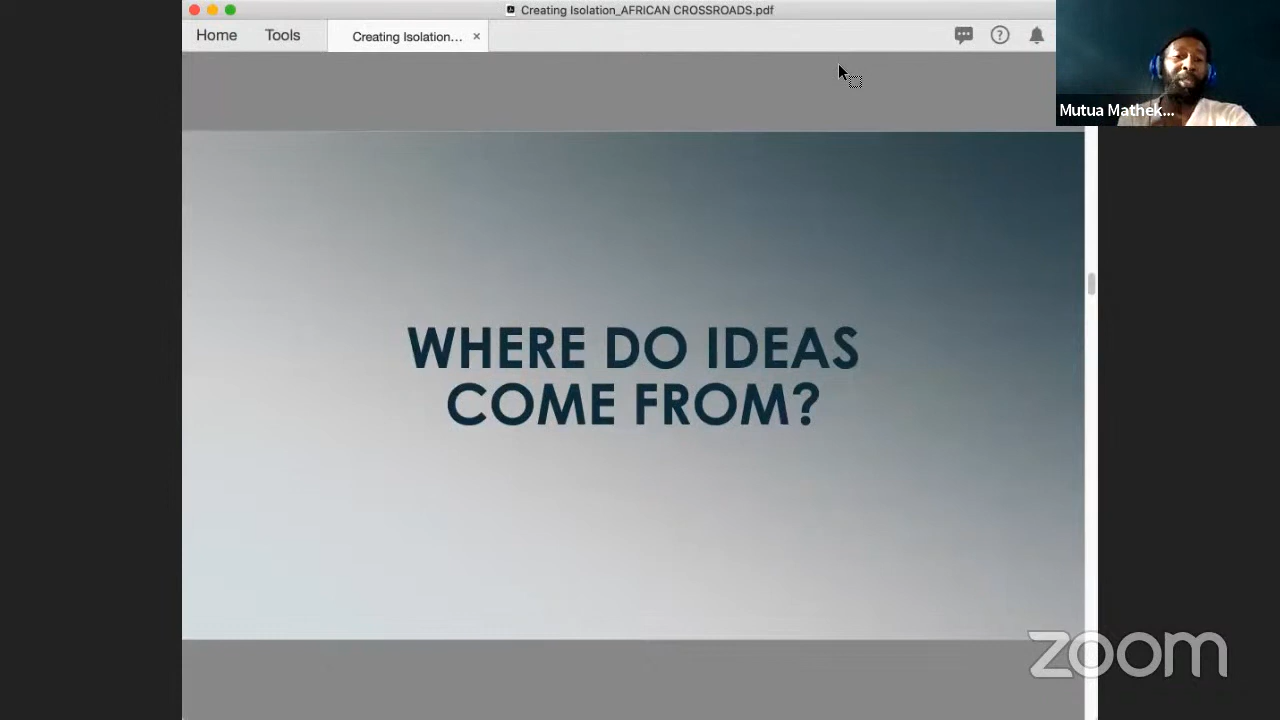 Creating Isolation_AFRICAN CROSSROADS.pdf
Home Tools Creating Isolation... ×
Mutua Mathek...
WHERE DO IDEAS
COME FROM?
zoom